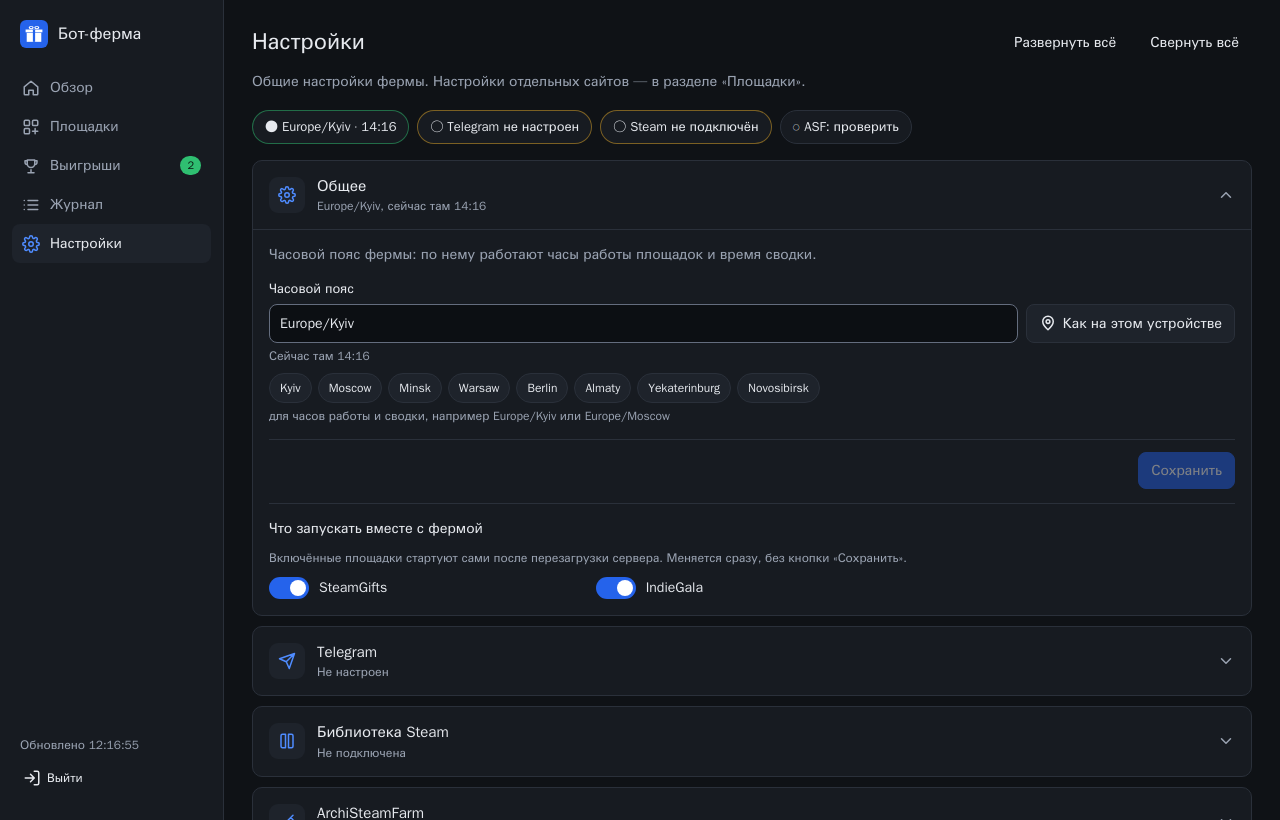 Бот-ферма
Обзор
Площадки
Выигрыши 2
Журнал
Настройки
Обновлено 12:16:55
Выйти
Настройки
Развернуть всё Свернуть всё
Общие настройки фермы. Настройки отдельных сайтов — в разделе «Площадки».
Europe/Kyiv · 14:16 Telegram не настроен Steam не подключён ASF: проверить
Общее
Europe/Kyiv, сейчас там 14:16
Часовой пояс фермы: по нему работают часы работы площадок и время сводки.
Часовой пояс
Europe/Kyiv Как на этом устройстве
Сейчас там 14:16
Kyiv Moscow Minsk Warsaw Berlin Almaty Yekaterinburg Novosibirsk
для часов работы и сводки, например Europe/Kyiv или Europe/Moscow
Сохранить
Что запускать вместе с фермой
Включённые площадки стартуют сами после перезагрузки сервера. Меняется сразу, без кнопки «Сохранить».
SteamGifts IndieGala
Telegram
Не настроен
Библиотека Steam
Не подключена
ArchiSteamFarm